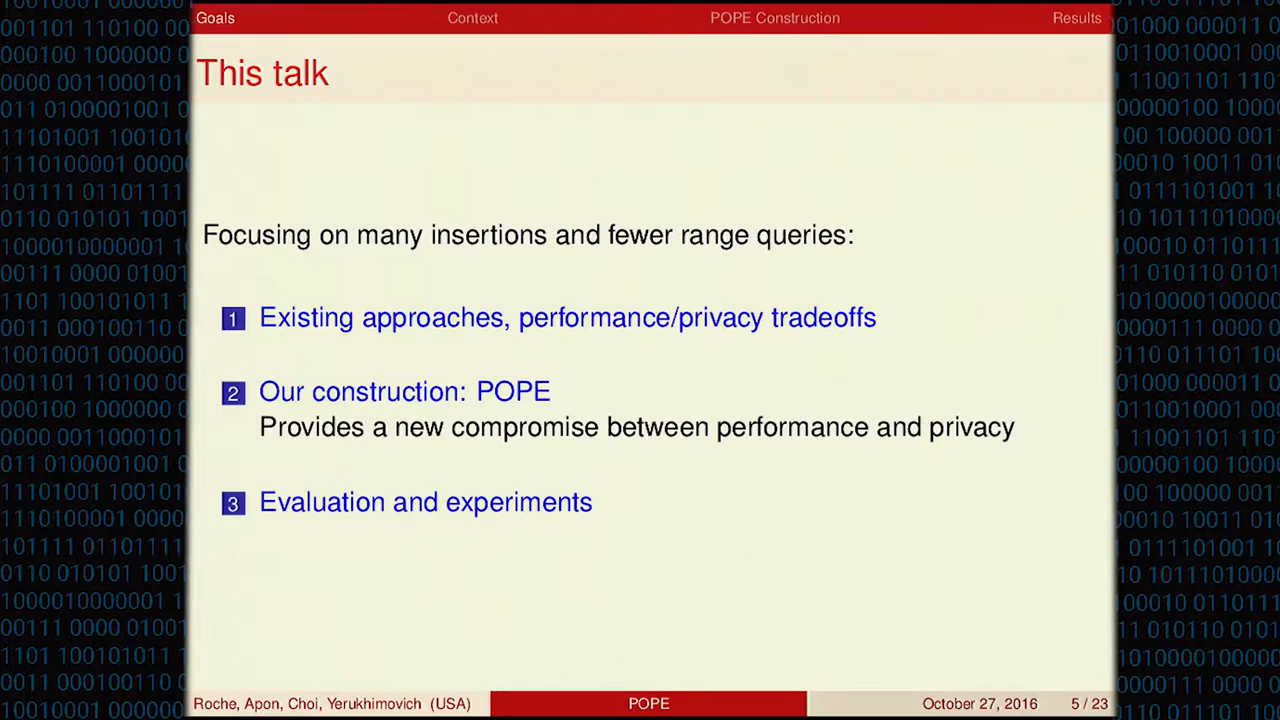 Goals Context POPE Construction Results
This talk
Focusing on many insertions and fewer range queries:
1 Existing approaches, performance/privacy tradeoffs
2 Our construction: POPE
Provides a new compromise between performance and privacy
3 Evaluation and experiments
Roche, Apon, Choi, Yerukhimovich (USA) POPE October 27, 2016 5 / 23